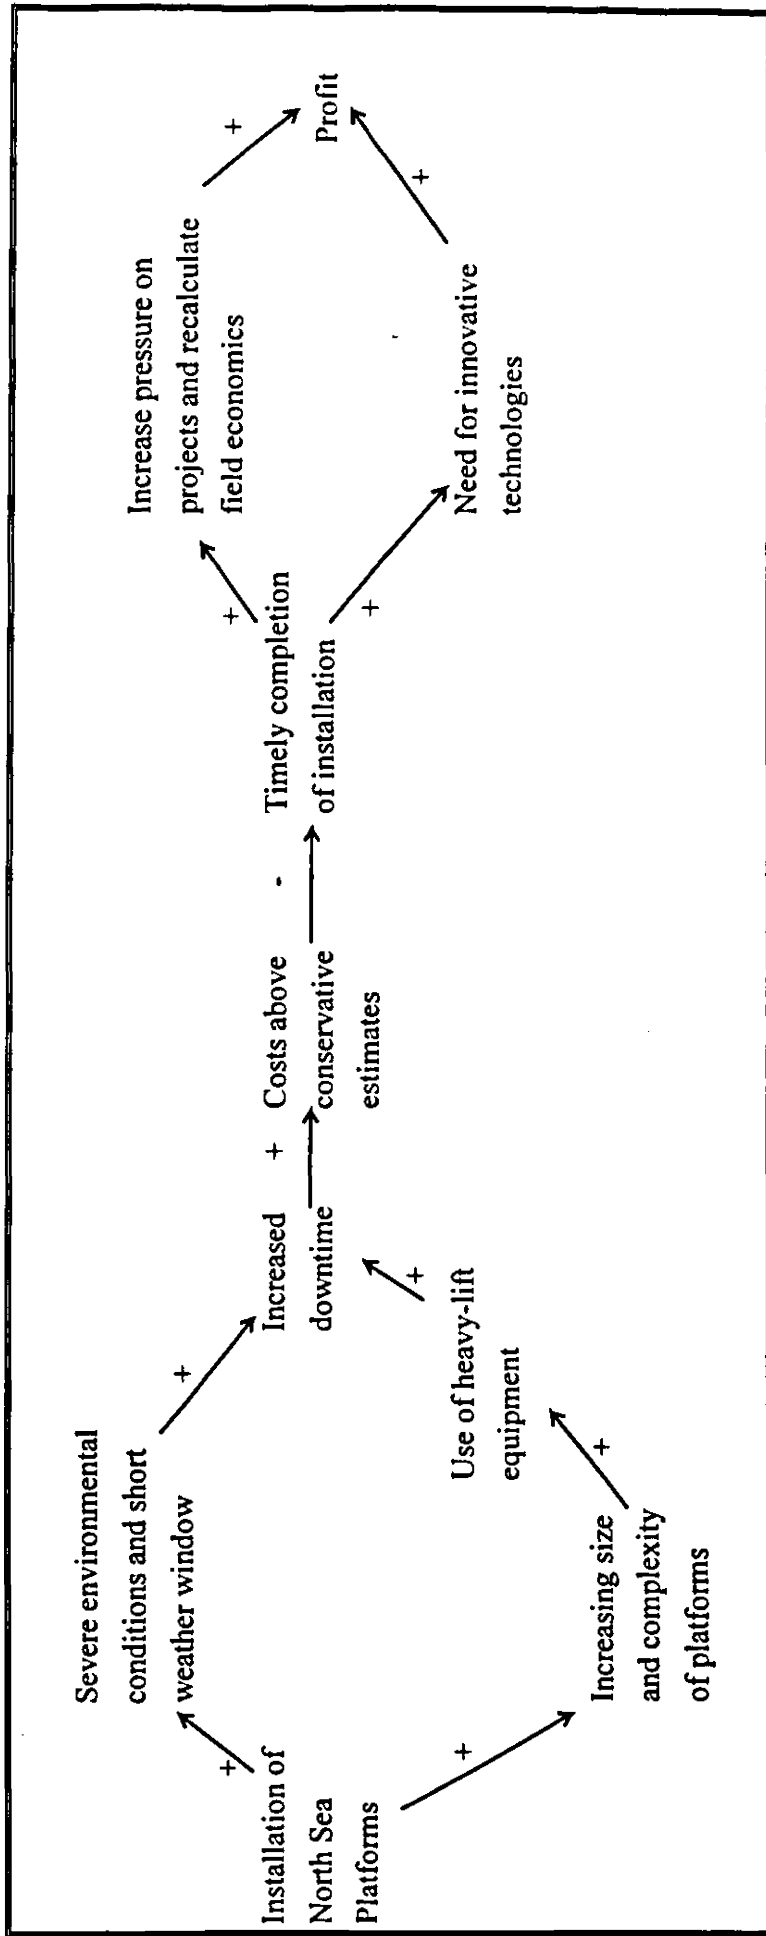 Severe environmental
conditions and short
weather window
+
+
Installation of
North Sea
Platforms
+
Increasing size
and complexity
of platforms
+
Use of heavy-lift
equipment
+
Increased
downtime
+
Costs above
conservative
estimates
-
Timely completion
of installation
+
Increase pressure on
projects and recalculate
field economics
+
+
Need for innovative
technologies
+
Profit